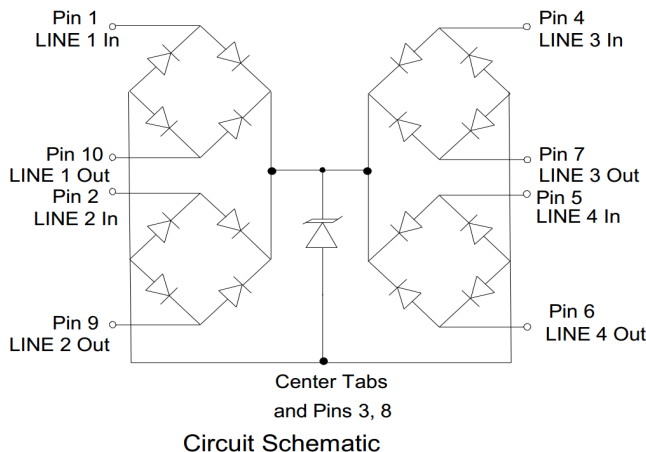 Pin 1
LINE 1 In
Pin 4
LINE 3 In
Pin 10
LINE 1 Out
Pin 7
LINE 3 Out
Pin 2
LINE 2 In
Pin 5
LINE 4 In
Pin 9
LINE 2 Out
Pin 6
LINE 4 Out
Center Tabs
and Pins 3, 8
Circuit Schematic